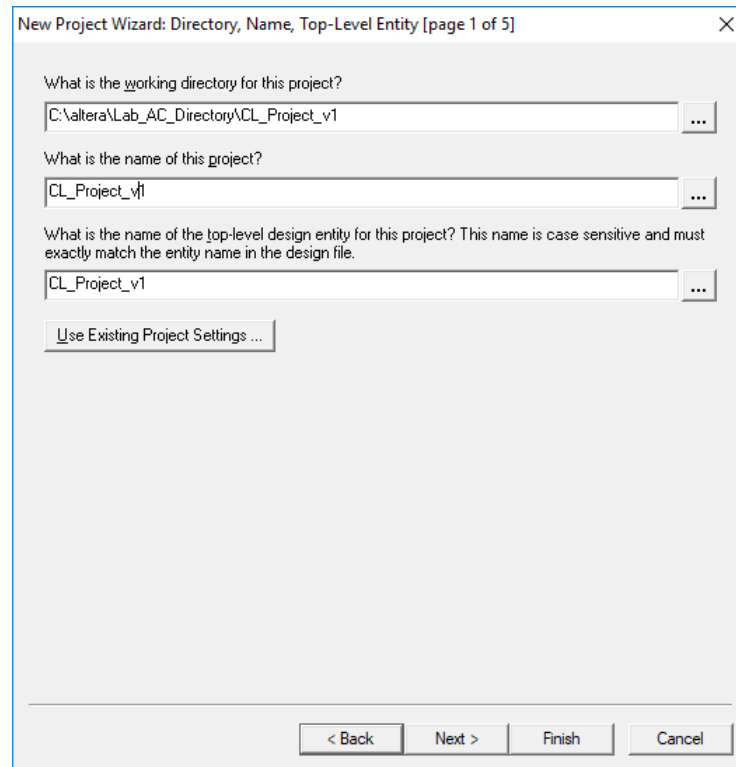 New Project Wizard: Directory, Name, Top-Level Entity [page 1 of 5]
What is the working directory for this project?
C:\altera\Lab_AC_Directory\CL_Project_v1
...
What is the name of this project?
CL_Project_v1
...
What is the name of the top-level design entity for this project? This name is case sensitive and must
exactly match the entity name in the design file.
CL_Project_v1
...
Use Existing Project Settings ...
< Back
Next >
Finish
Cancel